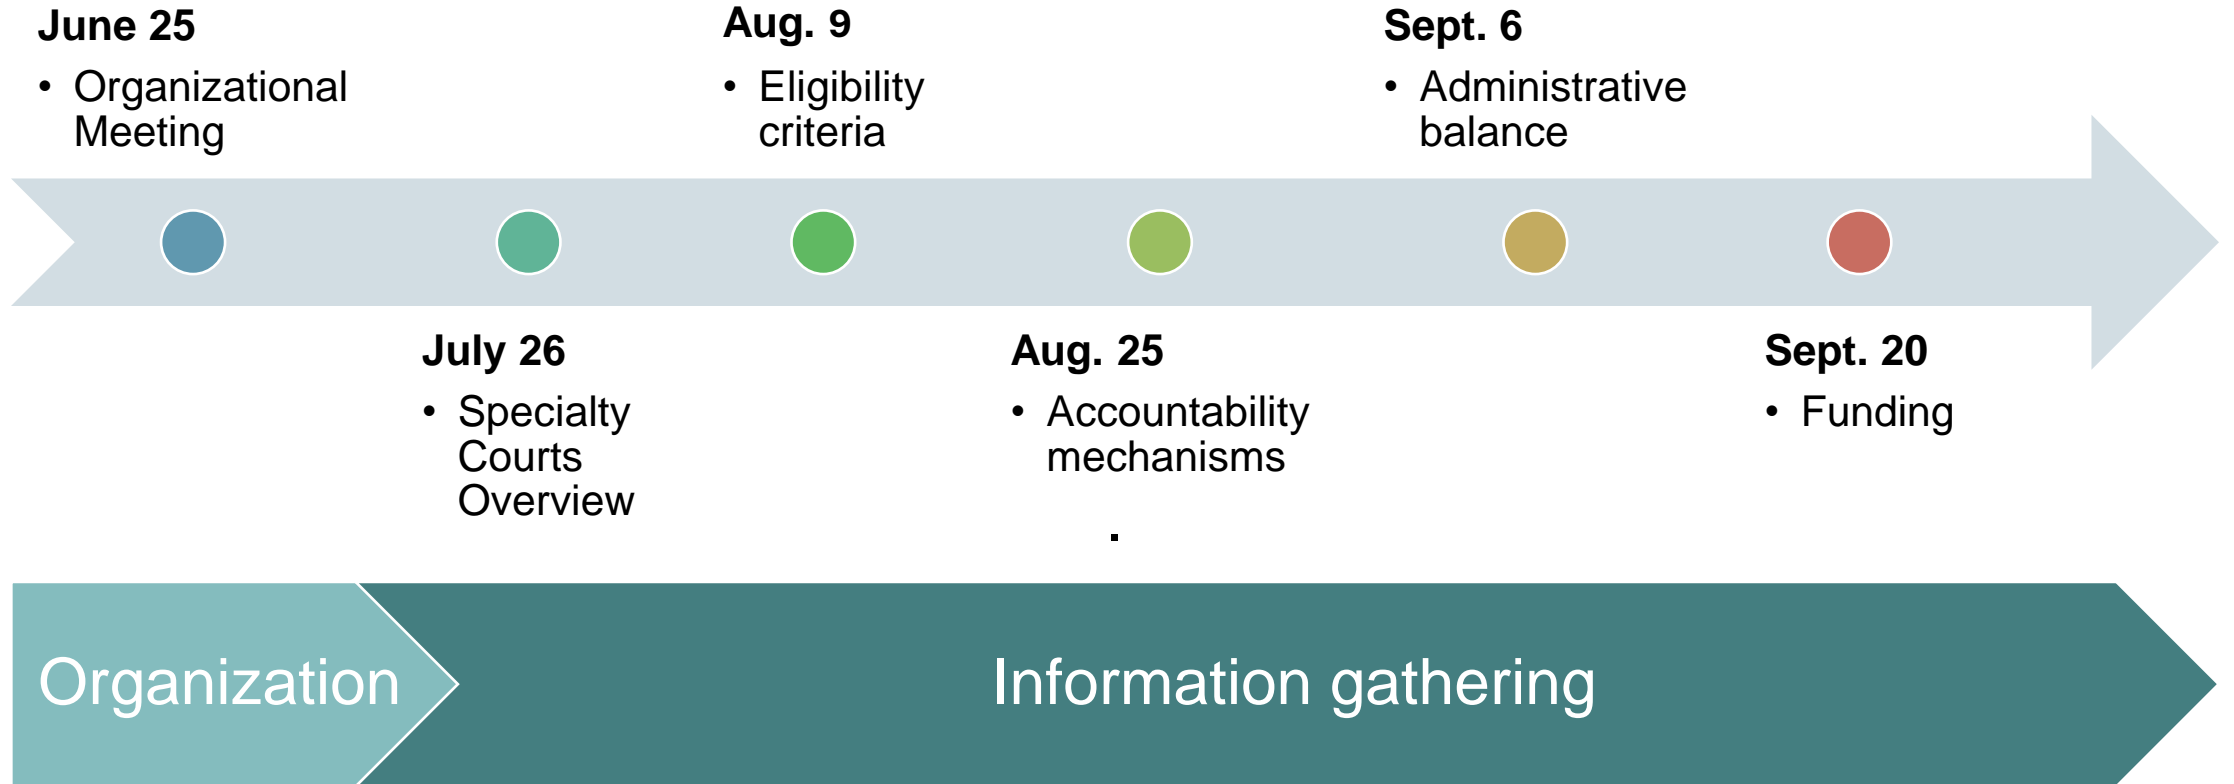 June 25
• Organizational
Meeting
Aug. 9
• Eligibility
criteria
Sept. 6
• Administrative
balance
July 26
• Specialty
Courts
Overview
Aug. 25
• Accountability
mechanisms
.
Sept. 20
• Funding
Organization
Information gathering